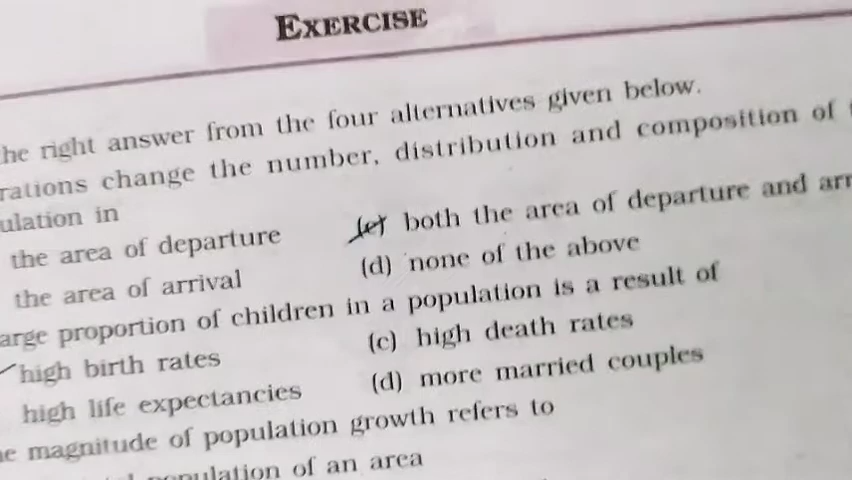 EXERCISE
he right answer from the four alternatives given below.
rations change the number, distribution and composition of
ulation in
the area of departure
both the area of departure and arr
the area of arrival
(d) none of the above
arge proportion of children in a population is a result of
high birth rates
(c) high death rates
high life expectancies
(d) more married couples
e magnitude of population growth refers to
population of an area